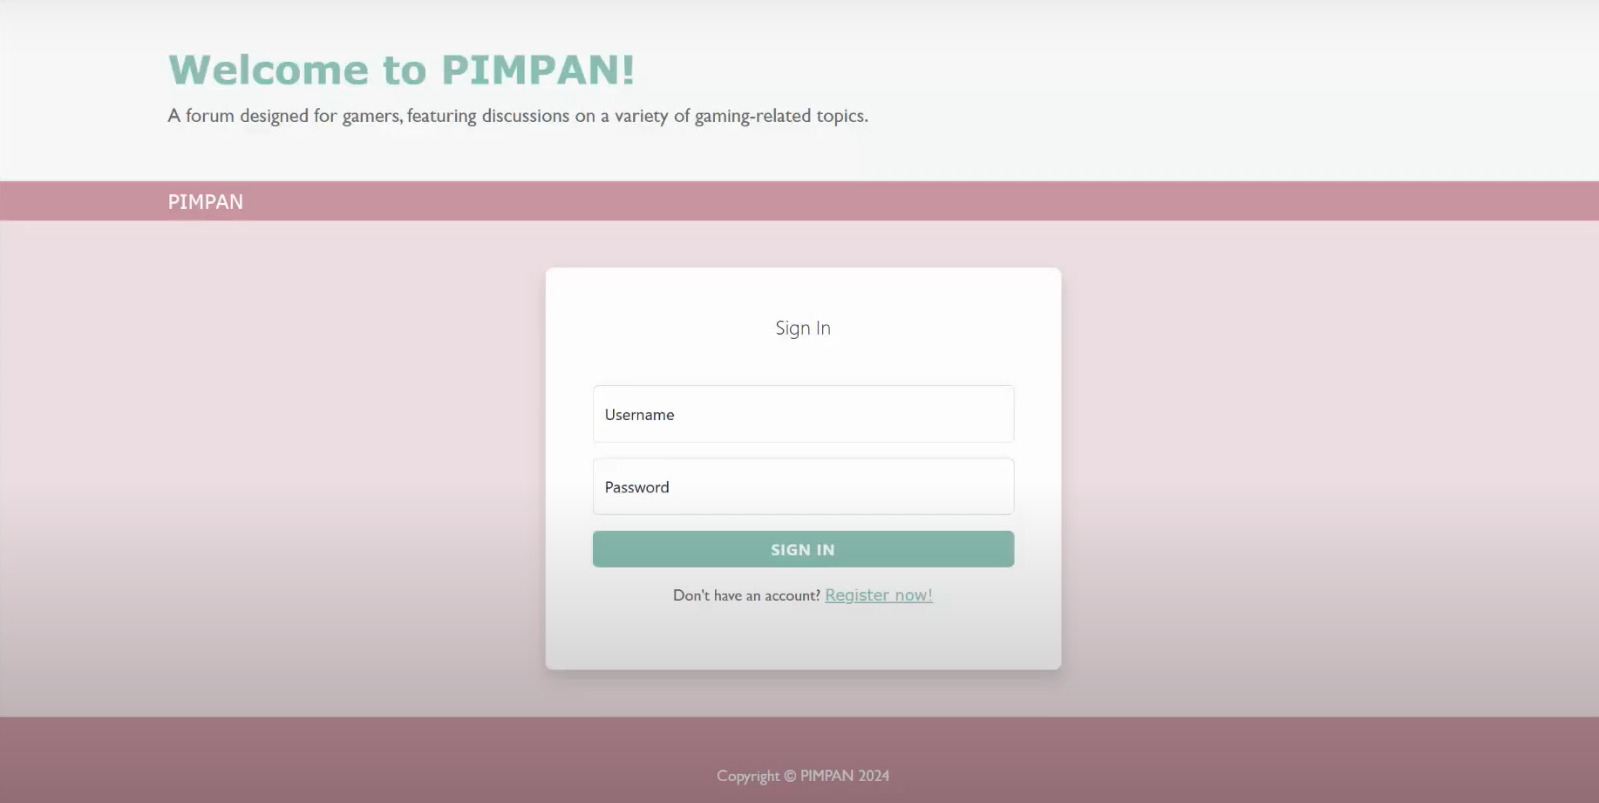 Welcome to PIMPAN!
A forum designed for gamers, featuring discussions on a variety of gaming-related topics.
PIMPAN
Sign In
Username
Password
SIGN IN
Don't have an account? Register now!
Copyright © PIMPAN 2024